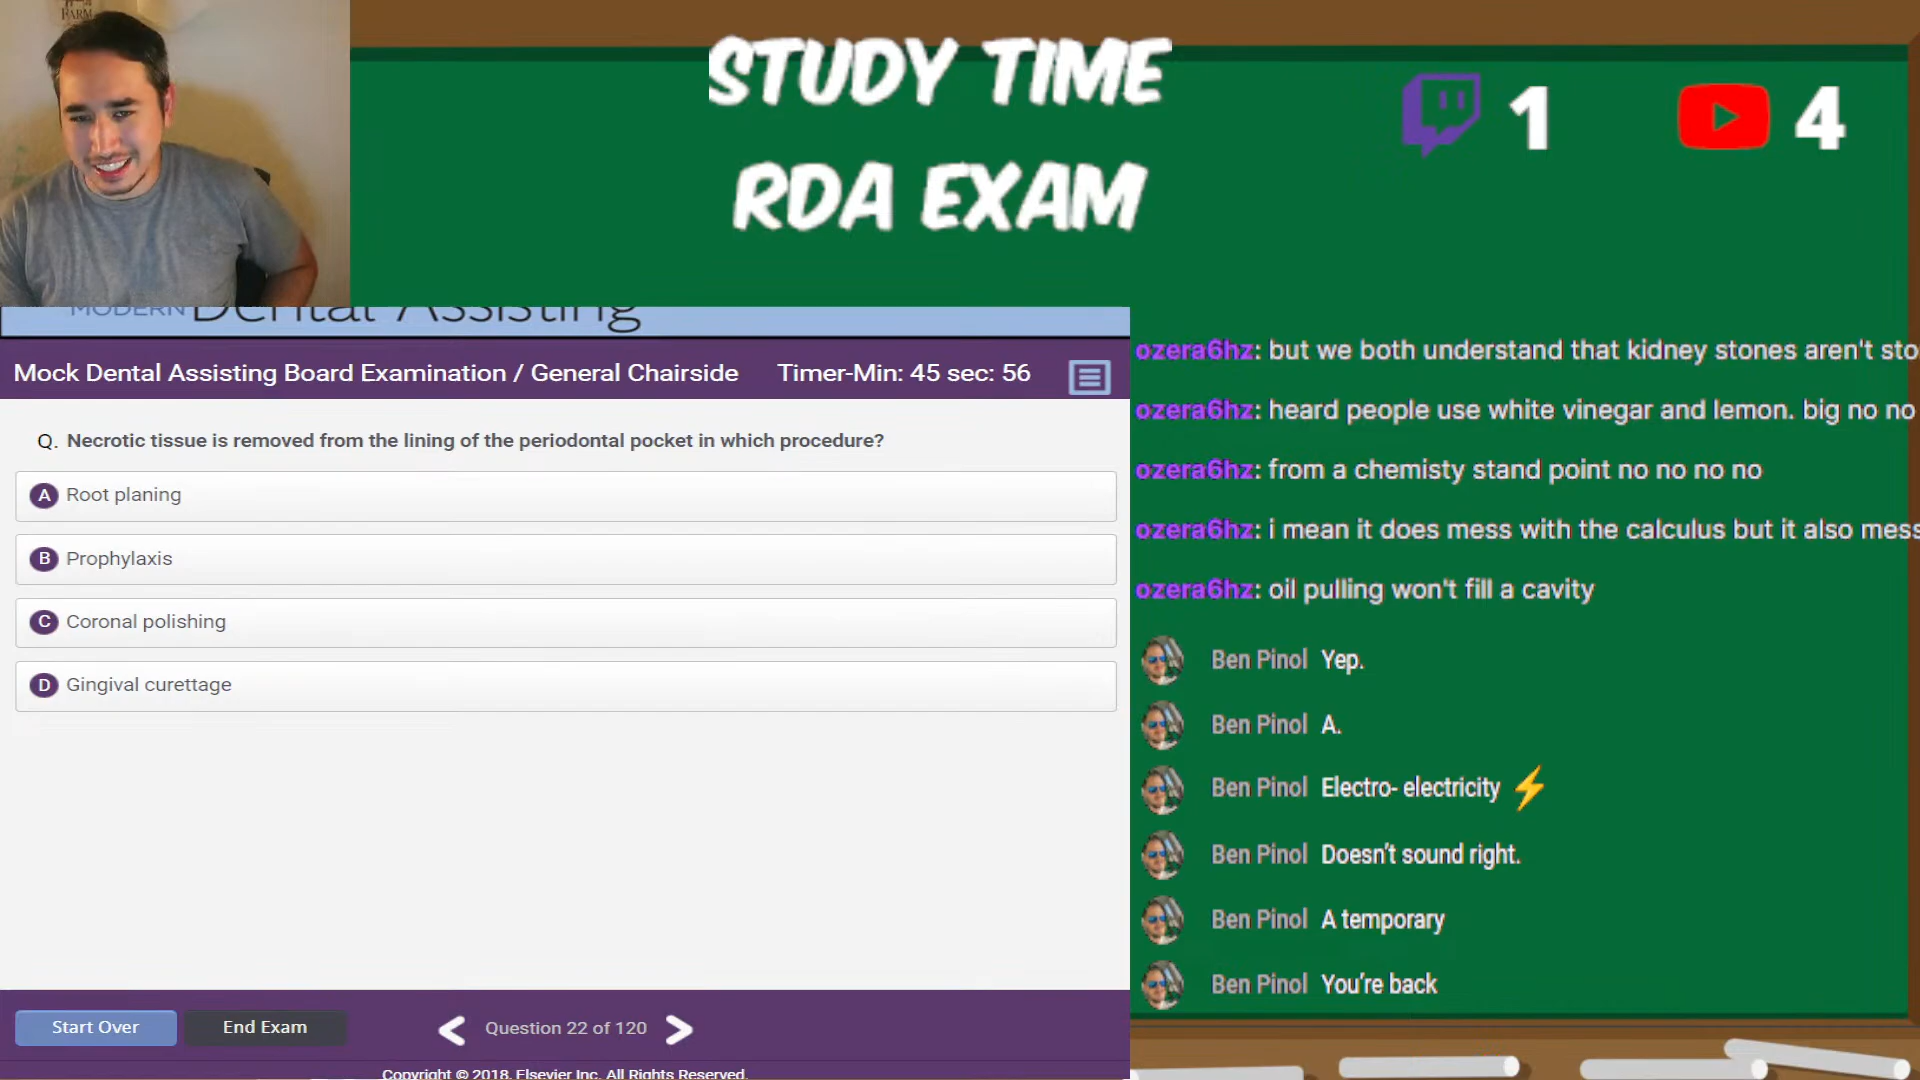 FARM
STUDY TIME
RDA EXAM
1
4
MODERN Dental Assisting
Mock Dental Assisting Board Examination / General Chairside
Timer-Min: 45 sec: 56
Q. Necrotic tissue is removed from the lining of the periodontal pocket in which procedure?
A Root planing
B Prophylaxis
C Coronal polishing
D Gingival curettage
Start Over
End Exam
Question 22 of 120
Copyright © 2018, Elsevier Inc. All Rights Reserved.
ozera6hz: but we both understand that kidney stones aren't sto
ozera6hz: heard people use white vinegar and lemon. big no no
ozera6hz: from a chemisty stand point no no no no
ozera6hz: i mean it does mess with the calculus but it also mess
ozera6hz: oil pulling won't fill a cavity
Ben Pinol Yep.
Ben Pinol A.
Ben Pinol Electro- electricity ⚡
Ben Pinol Doesn't sound right.
Ben Pinol A temporary
Ben Pinol You're back